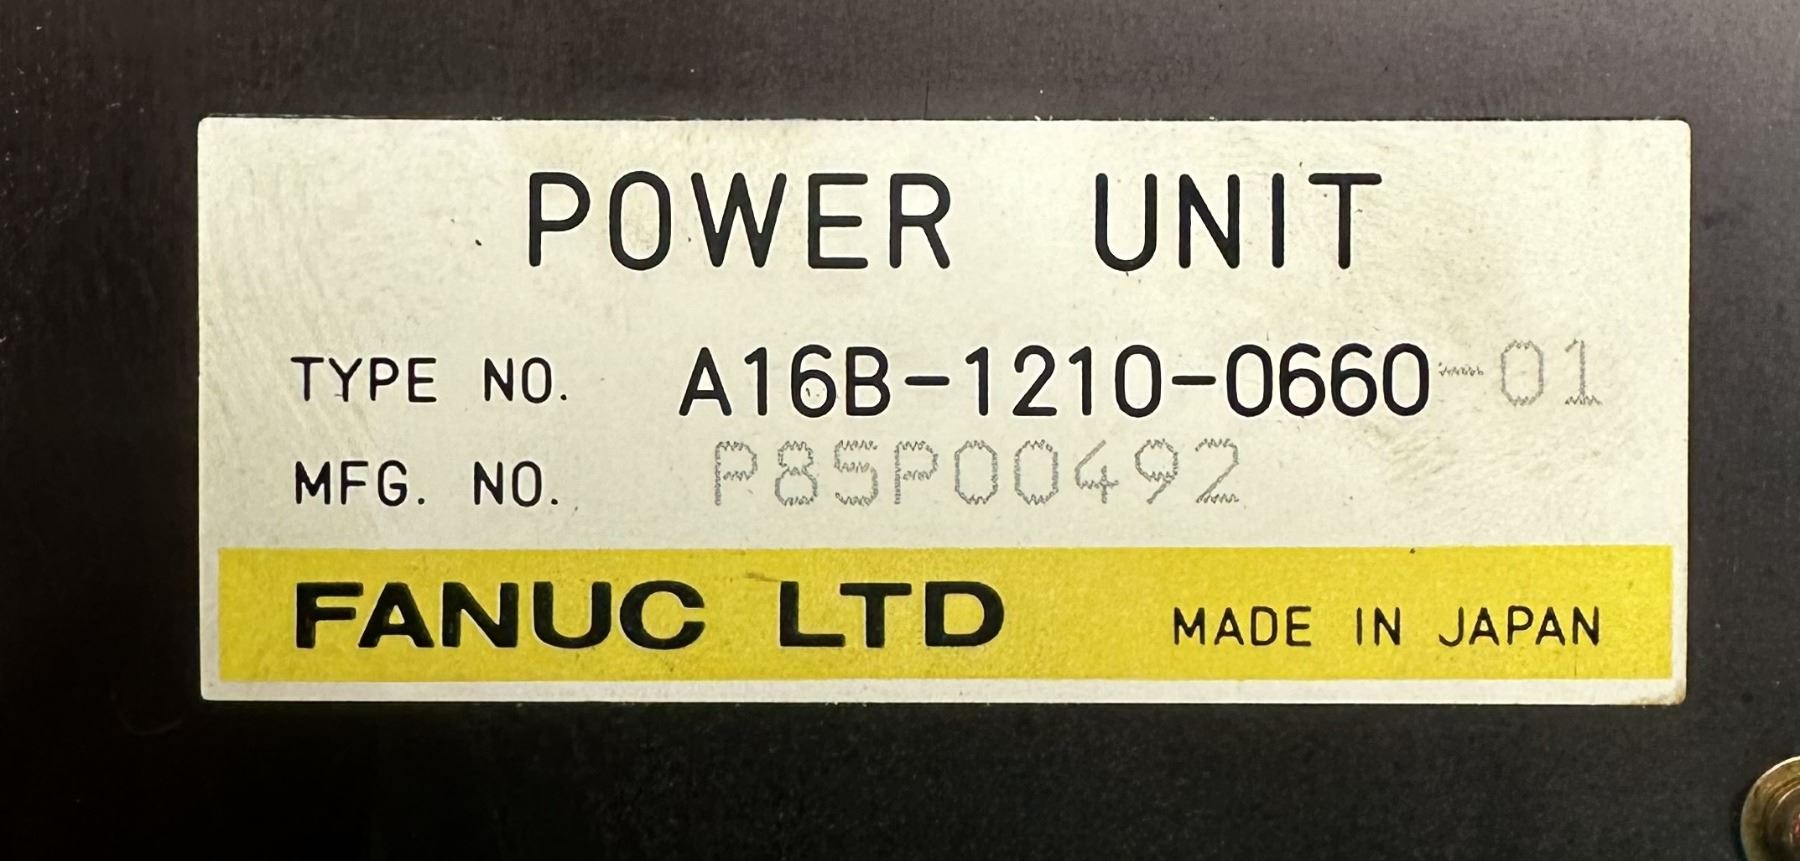 POWER UNIT
TYPE NO. A16B-1210-0660-01
MFG. NO. P85P00492
FANUC LTD MADE IN JAPAN